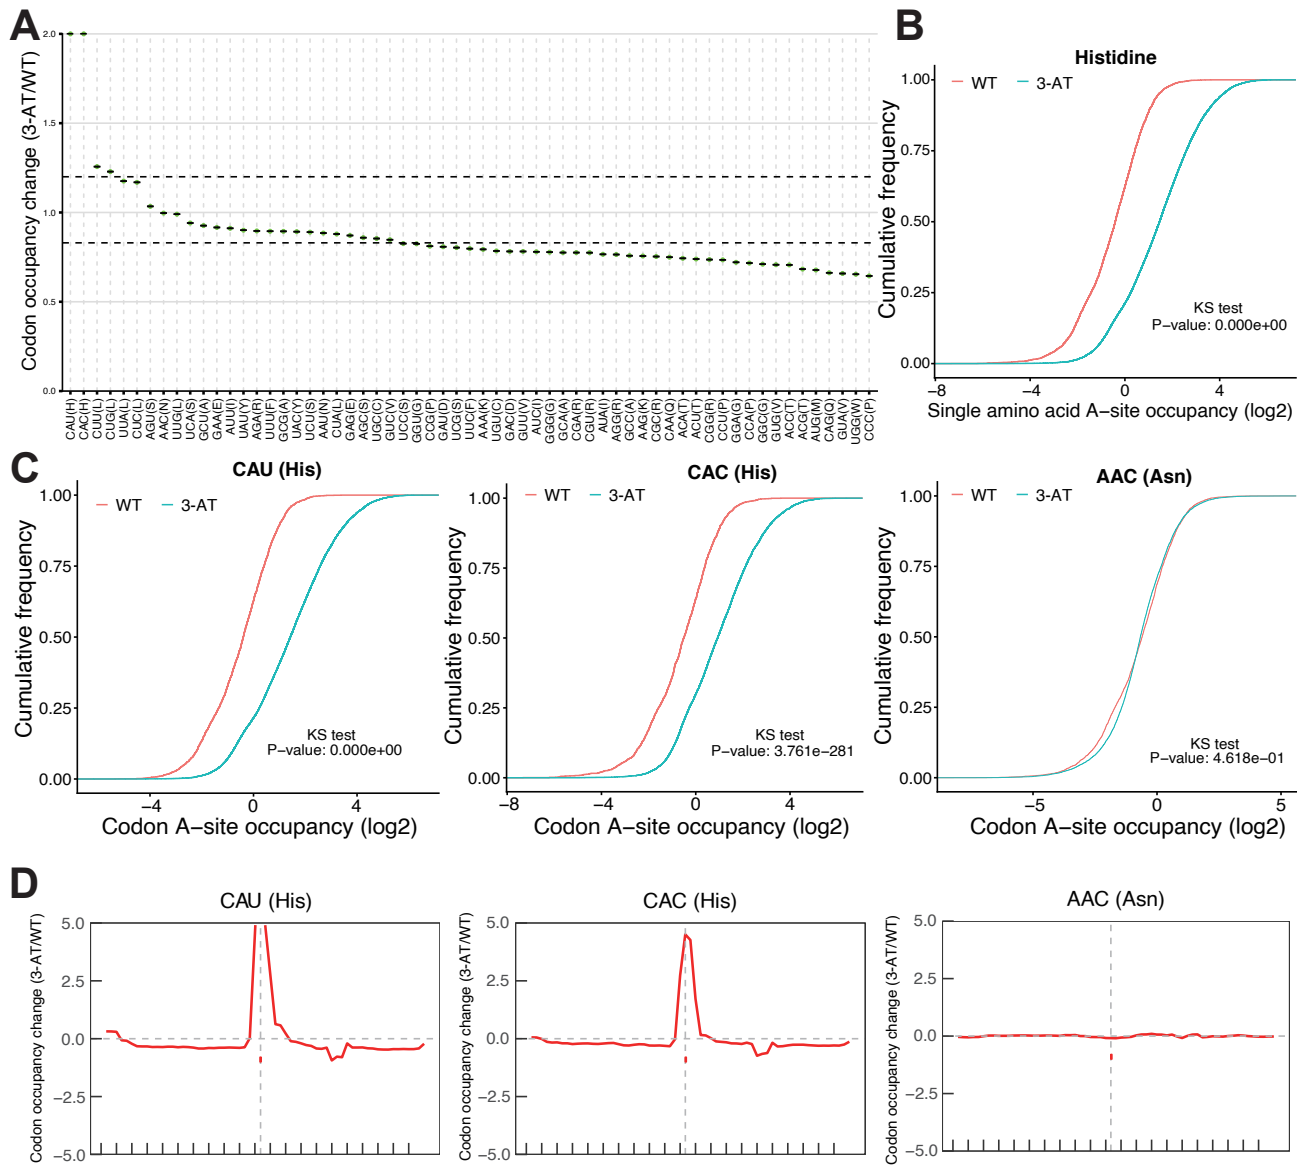 A
Codon occupancy change (3-AT/WT)
2.0
1.5
1.0
0.5
0.0
CAU(H) CAC(H) CUU(L) CUG(L) UUA(L) CUC(L) AGU(S) AAC(N) UUG(L) UCA(S) GCU(A) GAA(E) AUU(I) UAU(Y) AGA(R) UUU(F) GCG(A) UAC(Y) UCU(S) AAU(N) CUA(L) GAG(E) AGC(S) UGC(C) GUC(V) UCC(S) GGU(G) CCG(P) GAU(D) UCG(S) UUC(F) AAA(K) UGU(C) GAC(D) GUU(V) AUC(I) GGG(G) GCA(A) CGA(R) CGU(R) AUA(I) AGG(R) GCC(A) AAG(K) CGC(R) CAA(Q) ACA(T) ACU(T) CGG(R) CCU(P) GGA(G) CCA(P) GGC(G) GUG(V) ACC(T) ACG(T) AUG(M) CAG(Q) GUA(V) UGG(W) CCC(P)
B
Histidine
WT 3−AT
Cumulative frequency
1.00
0.75
0.50
0.25
0.00
KS test
P−value: 0.000e+00
−8 −4 0 4
Single amino acid A−site occupancy (log2)
C
CAU (His)
WT 3−AT
Cumulative frequency
1.00
0.75
0.50
0.25
0.00
KS test
P−value: 0.000e+00
−4 0 4
Codon A−site occupancy (log2)
CAC (His)
WT 3−AT
Cumulative frequency
1.00
0.75
0.50
0.25
0.00
KS test
P−value: 3.761e−281
−8 −4 0 4
Codon A−site occupancy (log2)
AAC (Asn)
WT 3−AT
Cumulative frequency
1.00
0.75
0.50
0.25
0.00
KS test
P−value: 4.618e−01
−5 0 5
Codon A−site occupancy (log2)
D
CAU (His)
Codon occupancy change (3-AT/WT)
5.0
2.5
0.0
−2.5
−5.0
CAC (His)
Codon occupancy change (3-AT/WT)
5.0
2.5
0.0
−2.5
−5.0
AAC (Asn)
Codon occupancy change (3-AT/WT)
5.0
2.5
0.0
−2.5
−5.0